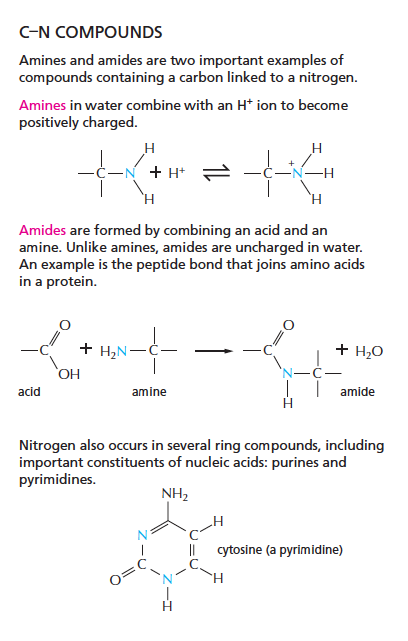 C–N COMPOUNDS
Amines and amides are two important examples of
compounds containing a carbon linked to a nitrogen.
Amines in water combine with an H⁺ ion to become
positively charged.
H H
C N + H⁺ ⇌ C N⁺ H
H H
Amides are formed by combining an acid and an
amine. Unlike amines, amides are uncharged in water.
An example is the peptide bond that joins amino acids
in a protein.
O O
C + H₂N C → C + H₂O
OH N C
acid amine amide
H
Nitrogen also occurs in several ring compounds, including
important constituents of nucleic acids: purines and
pyrimidines.
NH₂
H
N C
cytosine (a pyrimidine)
C C
O N H
H